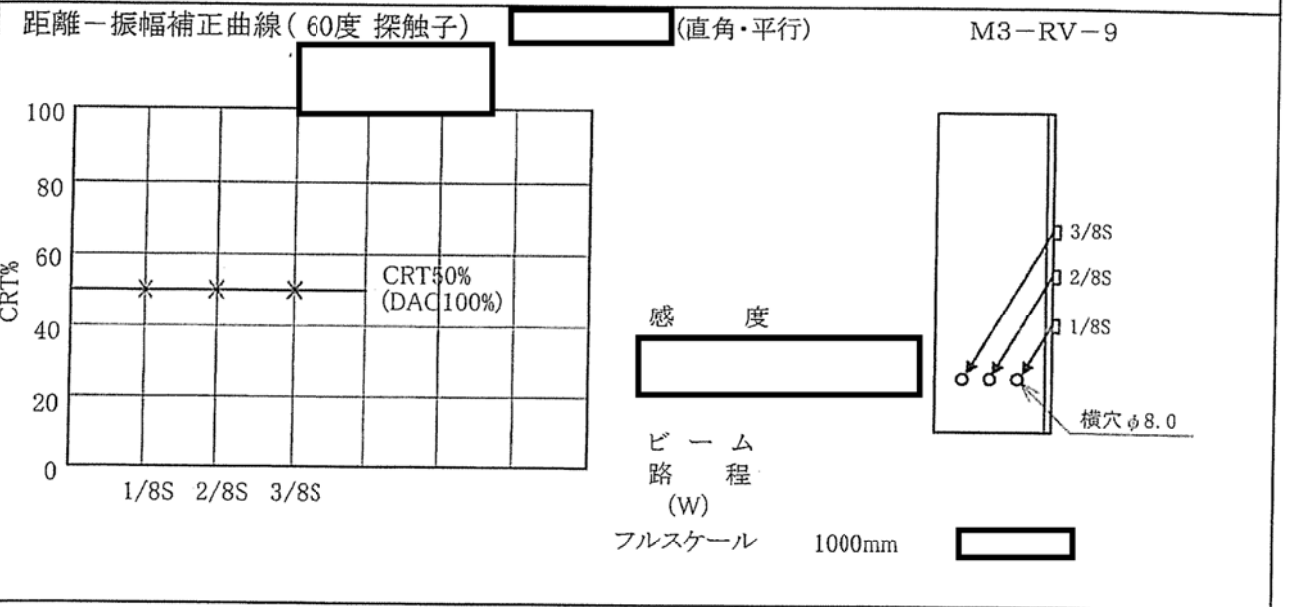 距離－振幅補正曲線( 60度 探触子) (直角・平行) M3－RV－9
100
80
60
40
20
0
CRT%
CRT50%
(DAC100%)
1/8S 2/8S 3/8S
感 度
ビ ー ム
路 程
(W)
フルスケール 1000mm
3/8S
2/8S
1/8S
横穴φ8.0